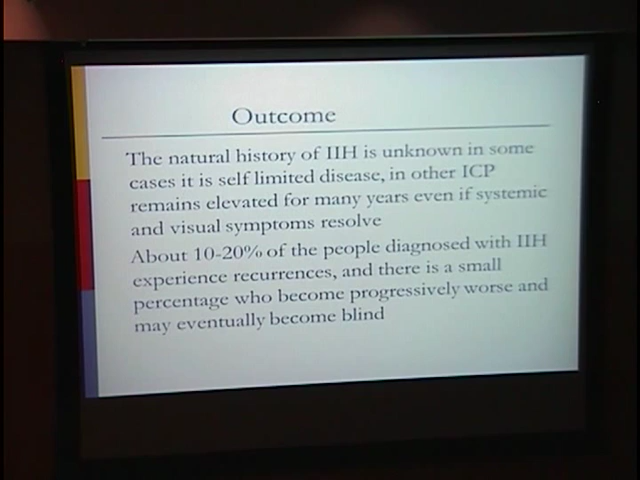 Outcome
The natural history of IIH is unknown in some
cases it is self limited disease, in other ICP
remains elevated for many years even if systemic
and visual symptoms resolve
About 10-20% of the people diagnosed with IIH
experience recurrences, and there is a small
percentage who become progressively worse and
may eventually become blind